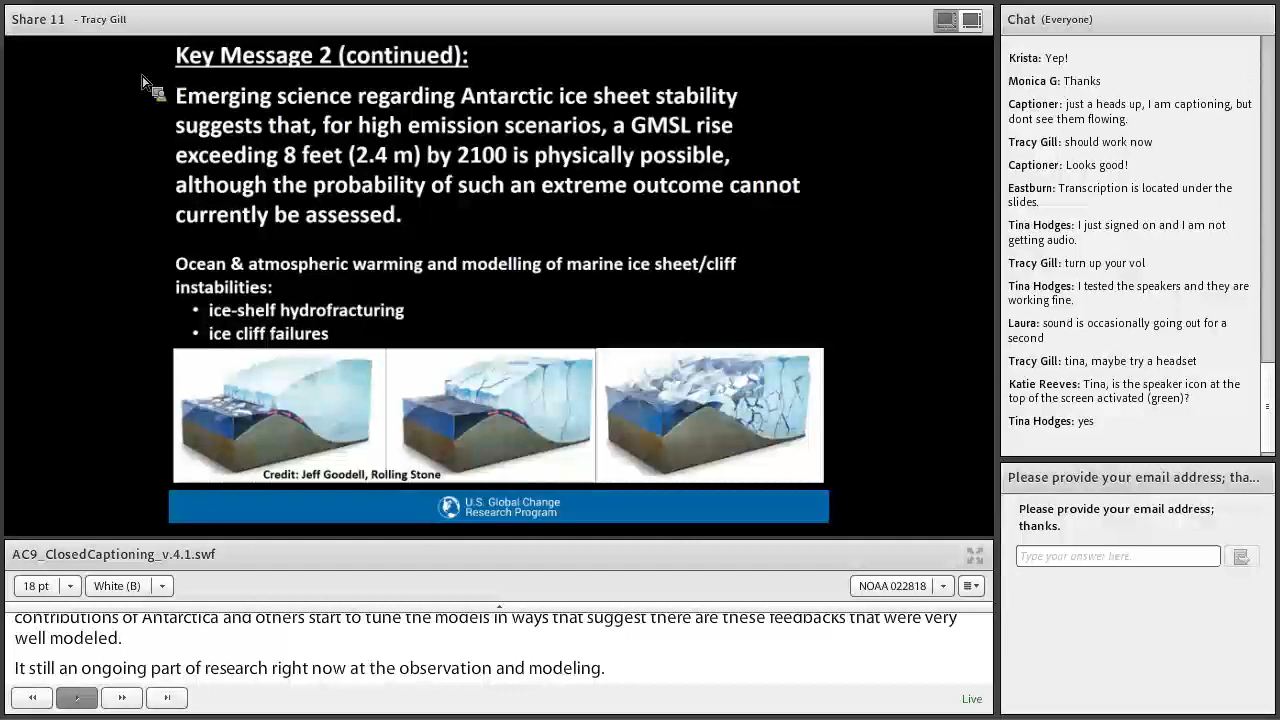 Share 11 - Tracy Gill
Key Message 2 (continued):
Emerging science regarding Antarctic ice sheet stability
suggests that, for high emission scenarios, a GMSL rise
exceeding 8 feet (2.4 m) by 2100 is physically possible,
although the probability of such an extreme outcome cannot
currently be assessed.
Ocean & atmospheric warming and modelling of marine ice sheet/cliff
instabilities:
• ice-shelf hydrofracturing
• ice cliff failures
Credit: Jeff Goodell, Rolling Stone
U.S. Global Change
Research Program
AC9_ClosedCaptioning_v.4.1.swf
18 pt
White (B)
NOAA 022818
contributions of Antarctica and others start to tune the models in ways that suggest there are these feedbacks that were very
well modeled.
It still an ongoing part of research right now at the observation and modeling.
Live
Chat (Everyone)
Krista: Yep!
Monica G: Thanks
Captioner: just a heads up, I am captioning, but
dont see them flowing.
Tracy Gill: should work now
Captioner: Looks good!
Eastburn: Transcription is located under the
slides.
Tina Hodges: I just signed on and I am not
getting audio.
Tracy Gill: turn up your vol
Tina Hodges: I tested the speakers and they are
working fine.
Laura: sound is occasionally going out for a
second
Tracy Gill: tina, maybe try a headset
Katie Reeves: Tina, is the speaker icon at the
top of the screen activated (green)?
Tina Hodges: yes
Please provide your email address; tha...
Please provide your email address;
thanks.
Type your answer here.